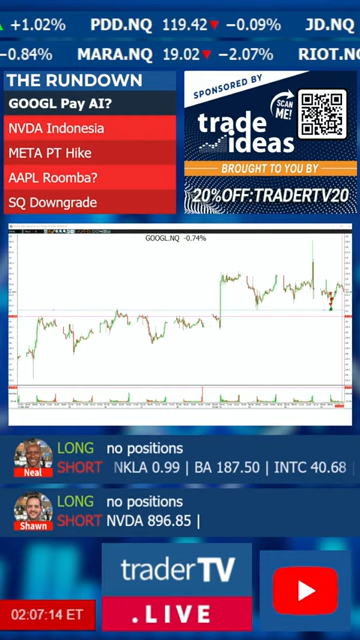 +1.02% PDD.NQ 119.42▼ −0.09% JD.NQ
−0.84% MARA.NQ 19.02▼ −2.07% RIOT.N
THE RUNDOWN
GOOGL Pay AI?
NVDA Indonesia
META PT Hike
AAPL Roomba?
SQ Downgrade
SPONSORED BY
SCAN ME!
trade ideas
BROUGHT TO YOU BY
20%OFF:TRADERTV20
GOOGL.NQ -0.74%
LONG no positions
SHORT NKLA 0.99 | BA 187.50 | INTC 40.68
Neal
LONG no positions
SHORT NVDA 896.85 |
Shawn
traderTV
.LIVE
02:07:14 ET